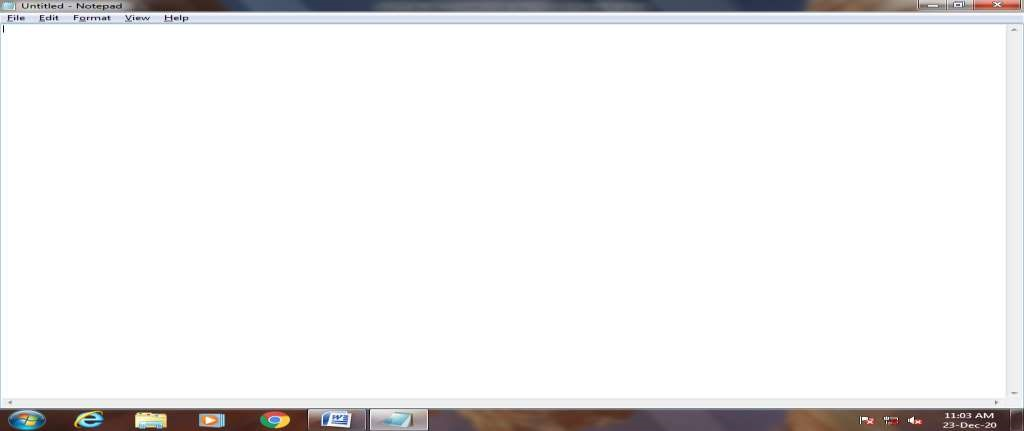 Untitled - Notepad
File Edit Format View Help
11:03 AM
23-Dec-20